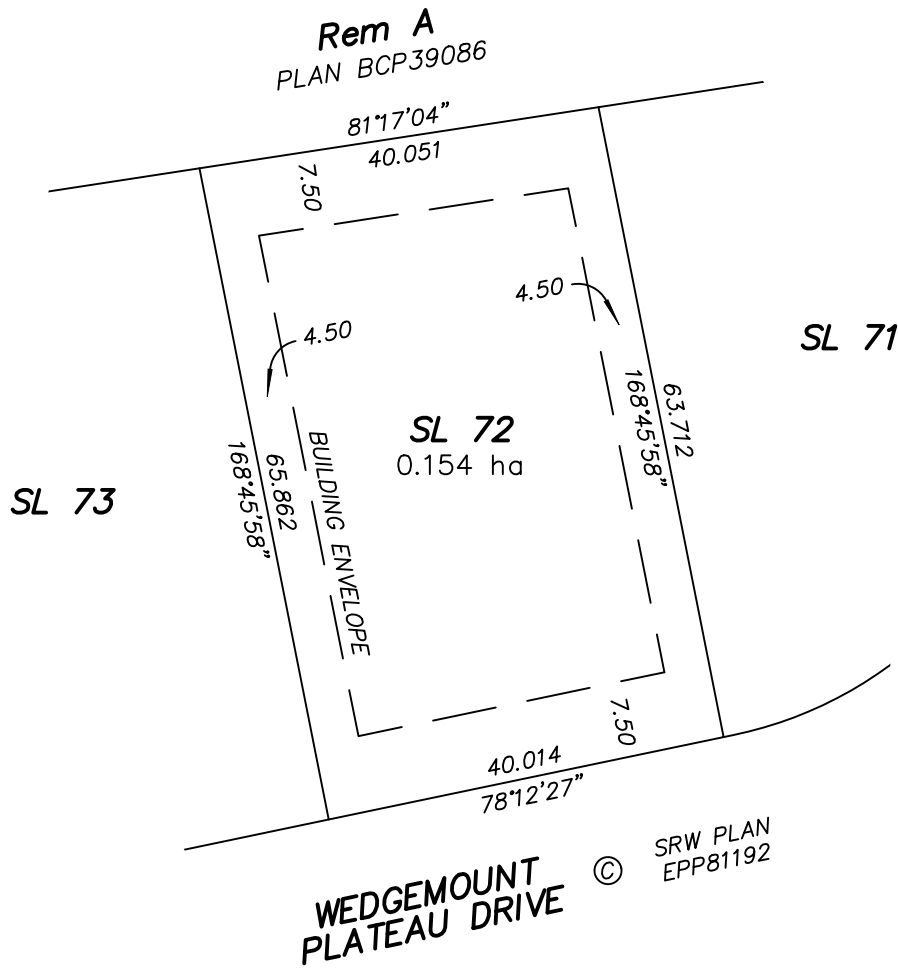 Rem A
PLAN BCP39086
81°17'04"
40.051
7.50
4.50
4.50
SL 71
SL 72
0.154 ha
63.712
168°45'58"
SL 73
65.862
168°45'58"
BUILDING ENVELOPE
7.50
40.014
78°12'27"
SRW PLAN
EPP81192
©
WEDGEMOUNT
PLATEAU DRIVE